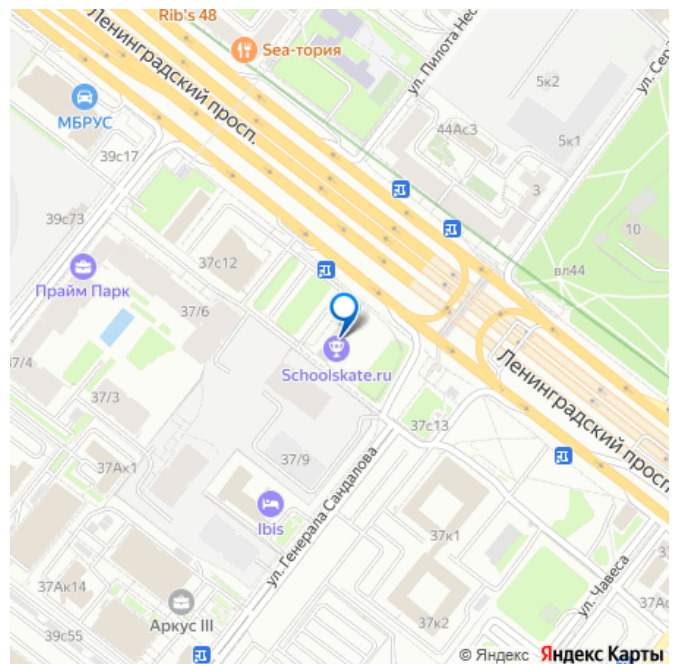 Rib's 48
Sea-тория
ул. Пилота Нес
ул. Сер
Ленинградский просп.
5к2
МБРУС
44Ас3
5к1
39с17
3
39с73
10
37с12
вл44
Прайм Парк
37/6
Schoolskate.ru
Ленинградский просп.
37/4
37/3
37с13
37Ак1
37/9
Ibis
ул. Генерала Сандалова
37к1
37Ак14
ул. Чавеса
37Ас
Аркус III
37к2
39с55
© Яндекс Яндекс Карты